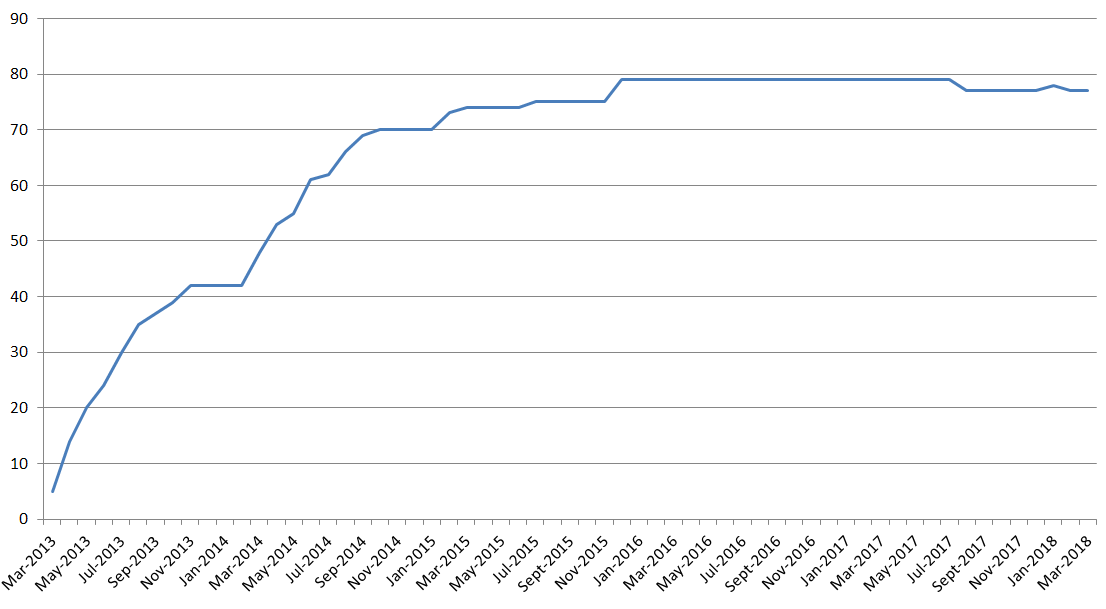 90
80
70
60
50
40
30
20
10
0
Mar-2013
May-2013
Jul-2013
Sep-2013
Nov-2013
Jan-2014
Mar-2014
May-2014
Jul-2014
Sep-2014
Nov-2014
Jan-2015
Mar-2015
May-2015
Jul-2015
Sept-2015
Nov-2015
Jan-2016
Mar-2016
May-2016
Jul-2016
Sept-2016
Nov-2016
Jan-2017
Mar-2017
May-2017
Jul-2017
Sept-2017
Nov-2017
Jan-2018
Mar-2018